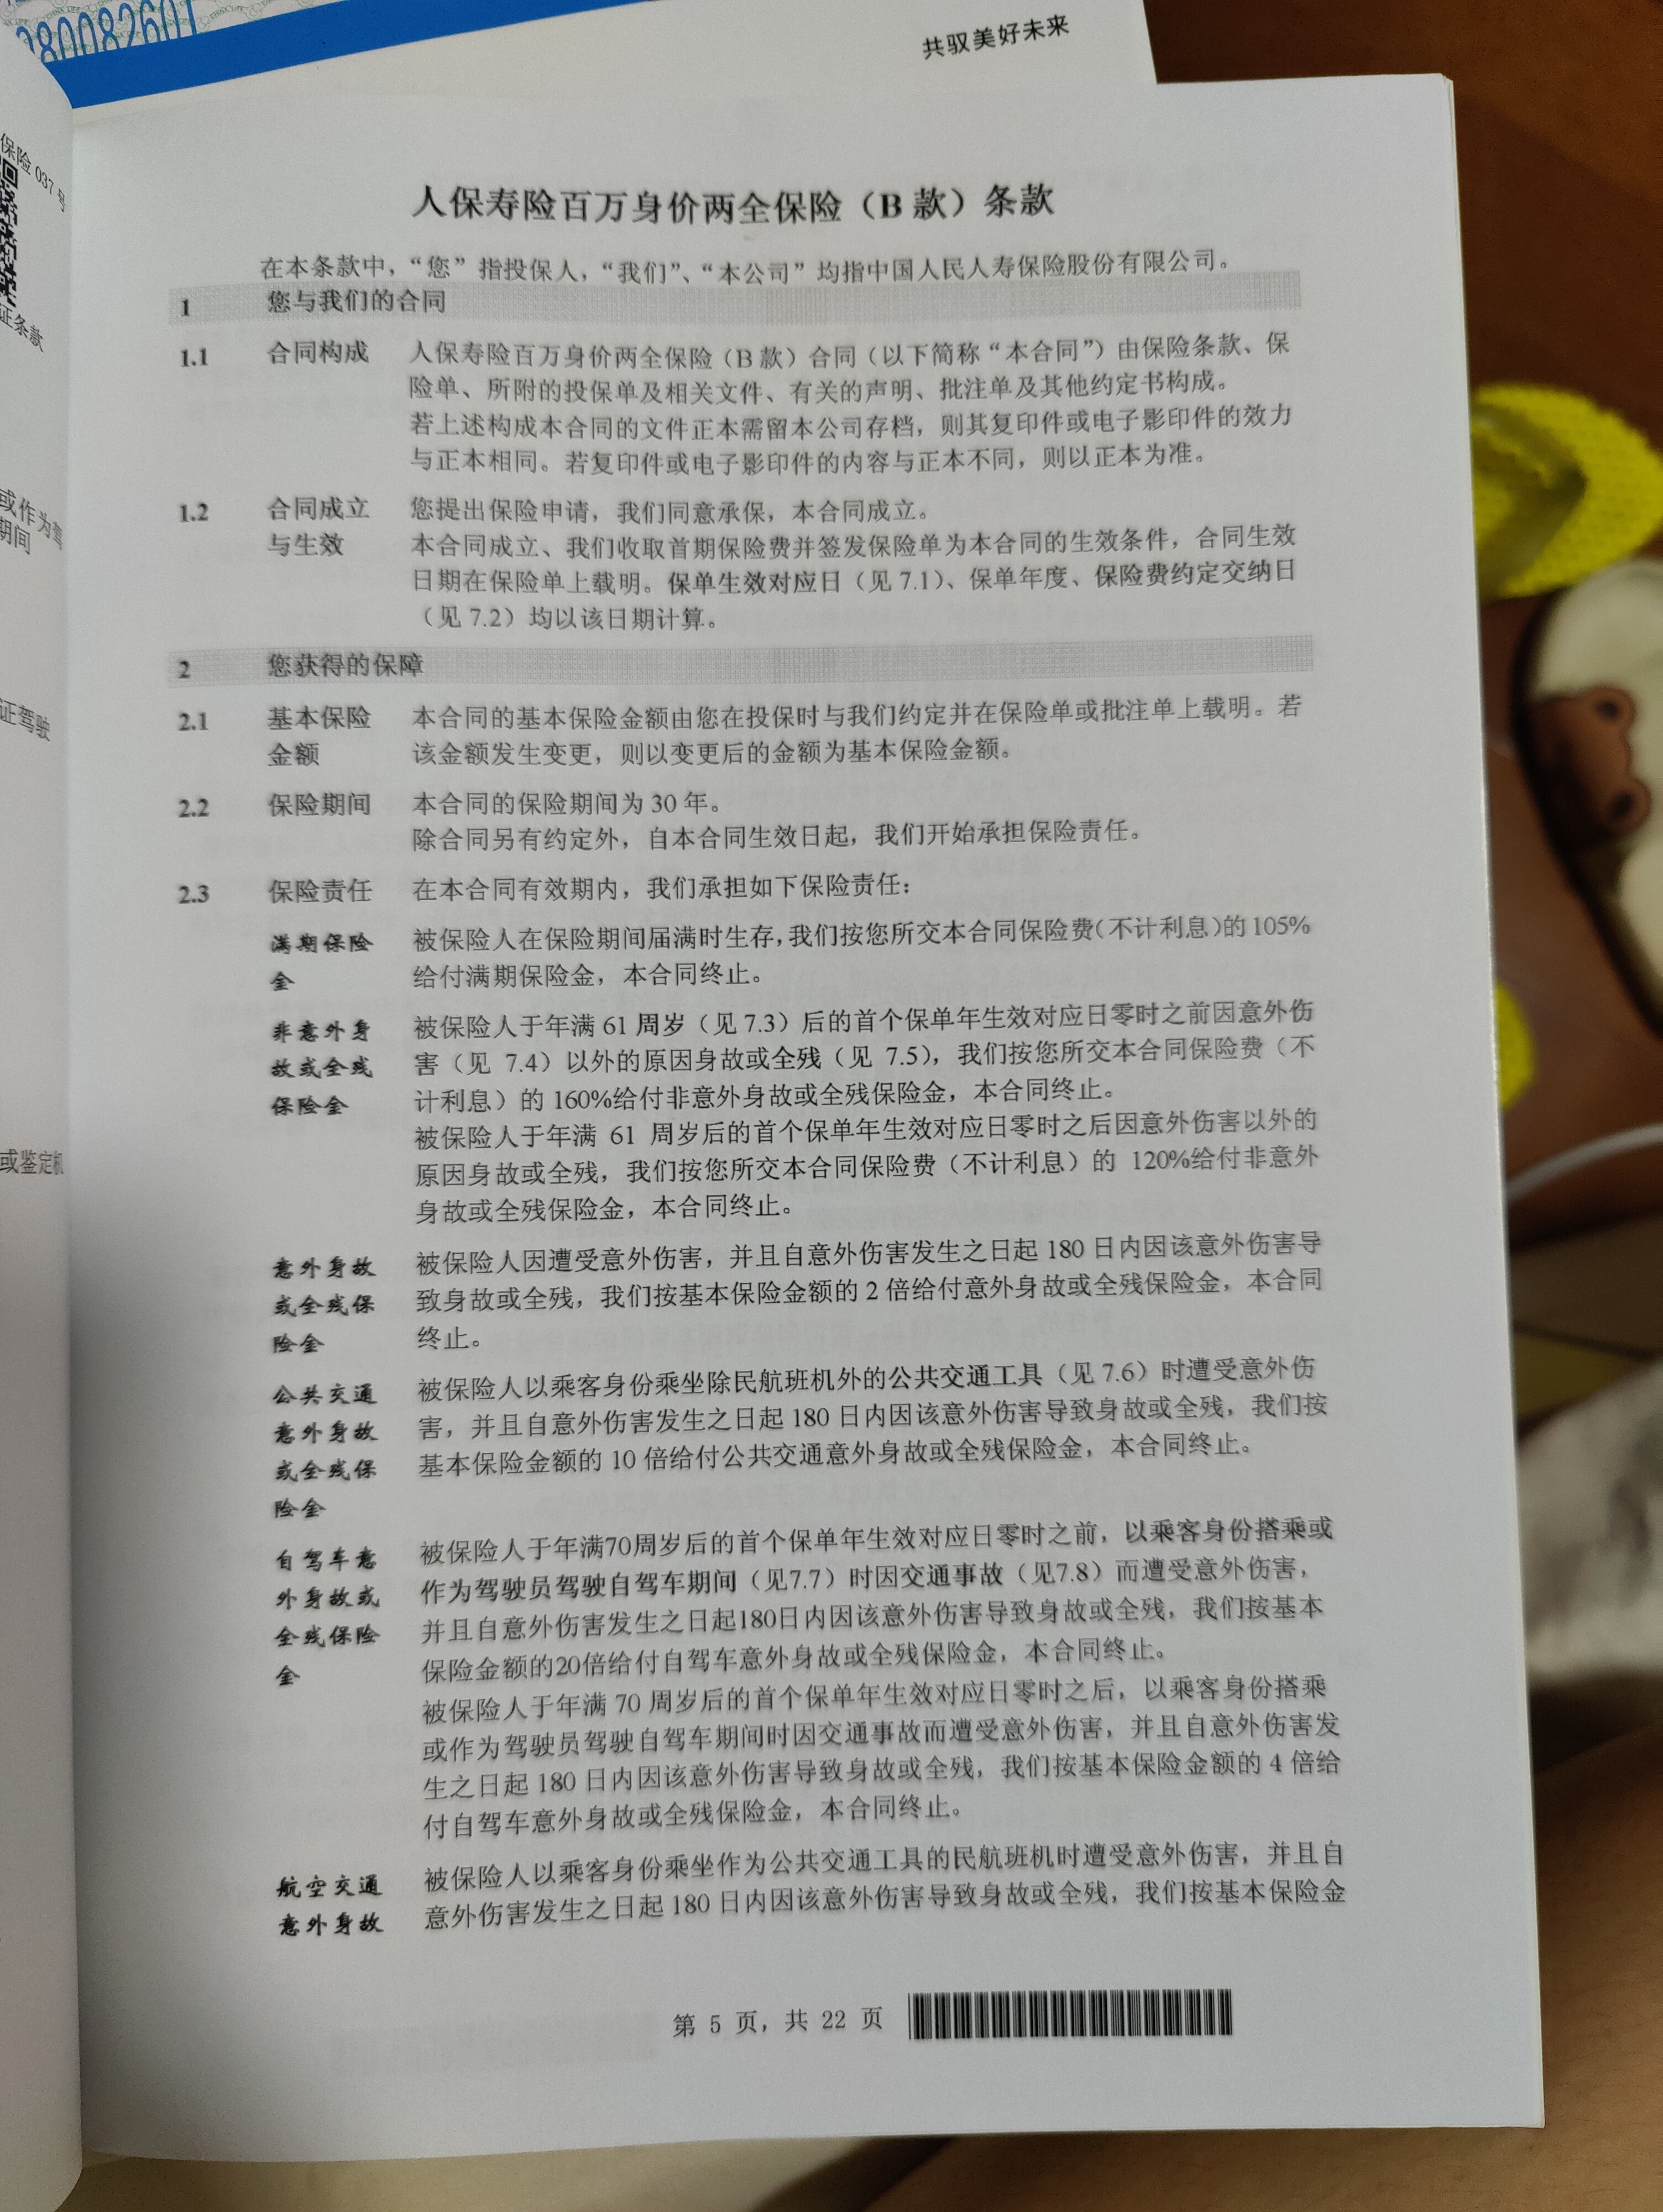 280082601
共驭美好未来
保险 037 号
证条款
或作为驾
期间
证驾驶
或鉴定机
人保寿险百万身价两全保险（B 款）条款
在本条款中，“您”指投保人，“我们”、“本公司”均指中国人民人寿保险股份有限公司。
1 您与我们的合同
1.1 合同构成 人保寿险百万身价两全保险（B 款）合同（以下简称“本合同”）由保险条款、保
险单、所附的投保单及相关文件、有关的声明、批注单及其他约定书构成。
若上述构成本合同的文件正本需留本公司存档，则其复印件或电子影印件的效力
与正本相同。若复印件或电子影印件的内容与正本不同，则以正本为准。
1.2 合同成立 您提出保险申请，我们同意承保，本合同成立。
与生效 本合同成立、我们收取首期保险费并签发保险单为本合同的生效条件，合同生效
日期在保险单上载明。保单生效对应日（见 7.1）、保单年度、保险费约定交纳日
（见 7.2）均以该日期计算。
2 您获得的保障
2.1 基本保险 本合同的基本保险金额由您在投保时与我们约定并在保险单或批注单上载明。若
金额 该金额发生变更，则以变更后的金额为基本保险金额。
2.2 保险期间 本合同的保险期间为 30 年。
除合同另有约定外，自本合同生效日起，我们开始承担保险责任。
2.3 保险责任 在本合同有效期内，我们承担如下保险责任：
满期保险 被保险人在保险期间届满时生存，我们按您所交本合同保险费（不计利息）的 105%
金 给付满期保险金，本合同终止。
非意外身 被保险人于年满 61 周岁（见 7.3）后的首个保单年生效对应日零时之前因意外伤
故或全残 害（见 7.4）以外的原因身故或全残（见 7.5），我们按您所交本合同保险费（不
保险金 计利息）的 160%给付非意外身故或全残保险金，本合同终止。
被保险人于年满 61 周岁后的首个保单年生效对应日零时之后因意外伤害以外的
原因身故或全残，我们按您所交本合同保险费（不计利息）的 120%给付非意外
身故或全残保险金，本合同终止。
意外身故 被保险人因遭受意外伤害，并且自意外伤害发生之日起 180 日内因该意外伤害导
或全残保 致身故或全残，我们按基本保险金额的 2 倍给付意外身故或全残保险金，本合同
险金 终止。
公共交通 被保险人以乘客身份乘坐除民航班机外的公共交通工具（见 7.6）时遭受意外伤
意外身故 害，并且自意外伤害发生之日起 180 日内因该意外伤害导致身故或全残，我们按
或全残保 基本保险金额的 10 倍给付公共交通意外身故或全残保险金，本合同终止。
险金
自驾车意 被保险人于年满70周岁后的首个保单年生效对应日零时之前，以乘客身份搭乘或
外身故或 作为驾驶员驾驶自驾车期间（见7.7）时因交通事故（见7.8）而遭受意外伤害，
全残保险 并且自意外伤害发生之日起180日内因该意外伤害导致身故或全残，我们按基本
金 保险金额的20倍给付自驾车意外身故或全残保险金，本合同终止。
被保险人于年满 70 周岁后的首个保单年生效对应日零时之后，以乘客身份搭乘
或作为驾驶员驾驶自驾车期间时因交通事故而遭受意外伤害，并且自意外伤害发
生之日起 180 日内因该意外伤害导致身故或全残，我们按基本保险金额的 4 倍给
付自驾车意外身故或全残保险金，本合同终止。
航空交通 被保险人以乘客身份乘坐作为公共交通工具的民航班机时遭受意外伤害，并且自
意外身故 意外伤害发生之日起 180 日内因该意外伤害导致身故或全残，我们按基本保险金
第 5 页，共 22 页